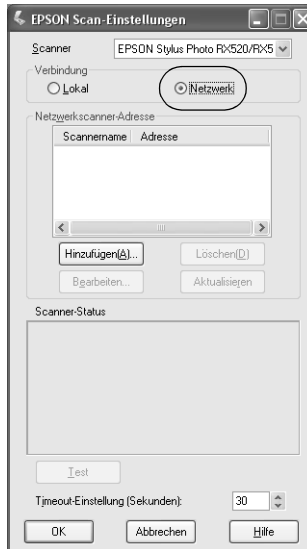 EPSON Scan-Einstellungen
Scanner EPSON Stylus Photo RX520/RX5
Verbindung
Lokal Netzwerk
Netzwerkscanner-Adresse
Scannername Adresse
Hinzufügen(A)... Löschen(D)
Bearbeiten... Aktualisieren
Scanner-Status
Test
Timeout-Einstellung (Sekunden): 30
OK Abbrechen Hilfe